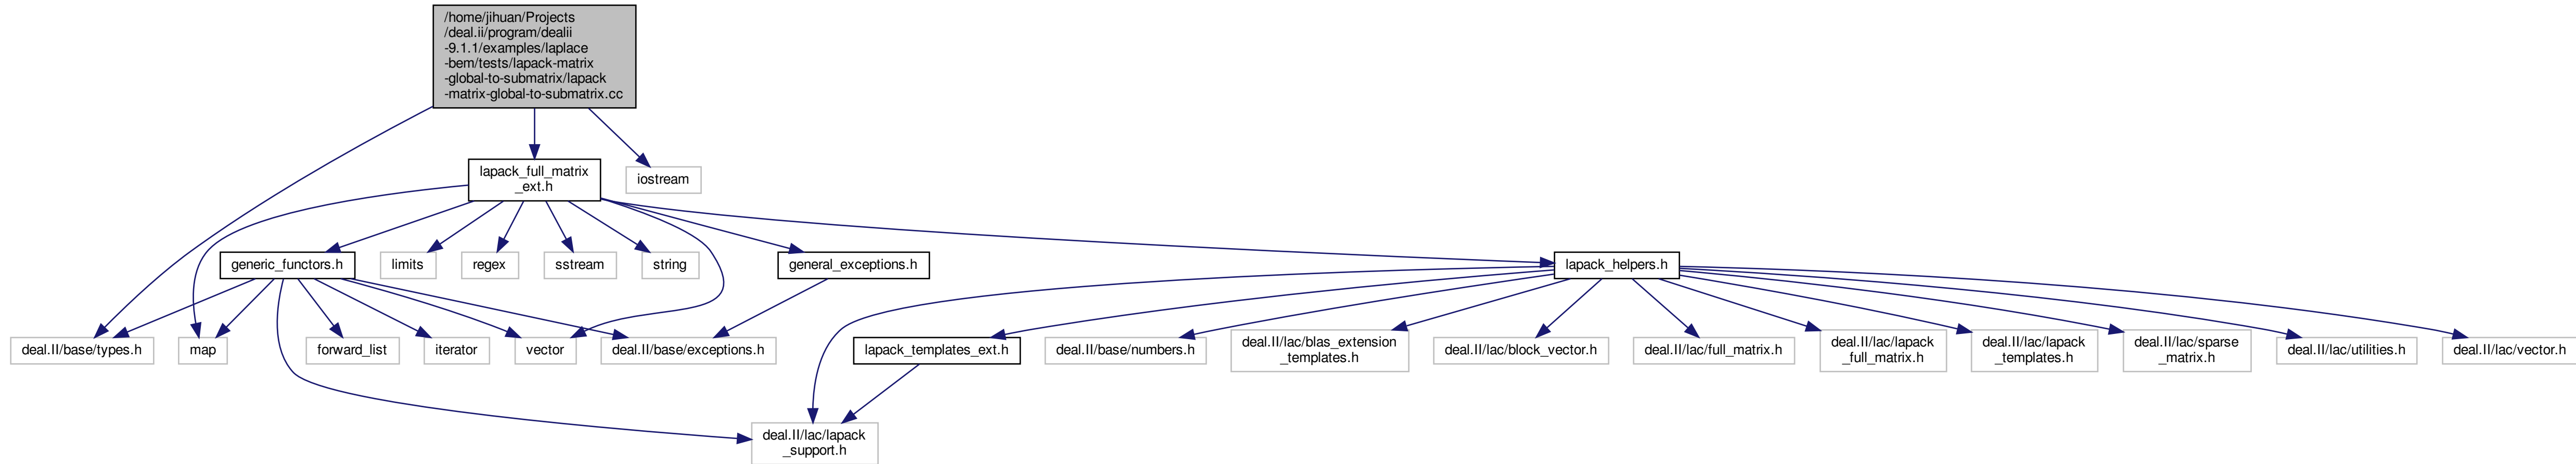 /home/jihuan/Projects
/deal.ii/program/dealii
-9.1.1/examples/laplace
-bem/tests/lapack-matrix
-global-to-submatrix/lapack
-matrix-global-to-submatrix.cc
lapack_full_matrix
_ext.h
iostream
generic_functors.h
limits
regex
sstream
string
general_exceptions.h
lapack_helpers.h
deal.II/base/types.h
map
forward_list
iterator
vector
deal.II/base/exceptions.h
lapack_templates_ext.h
deal.II/base/numbers.h
deal.II/lac/blas_extension
_templates.h
deal.II/lac/block_vector.h
deal.II/lac/full_matrix.h
deal.II/lac/lapack
_full_matrix.h
deal.II/lac/lapack
_templates.h
deal.II/lac/sparse
_matrix.h
deal.II/lac/utilities.h
deal.II/lac/vector.h
deal.II/lac/lapack
_support.h